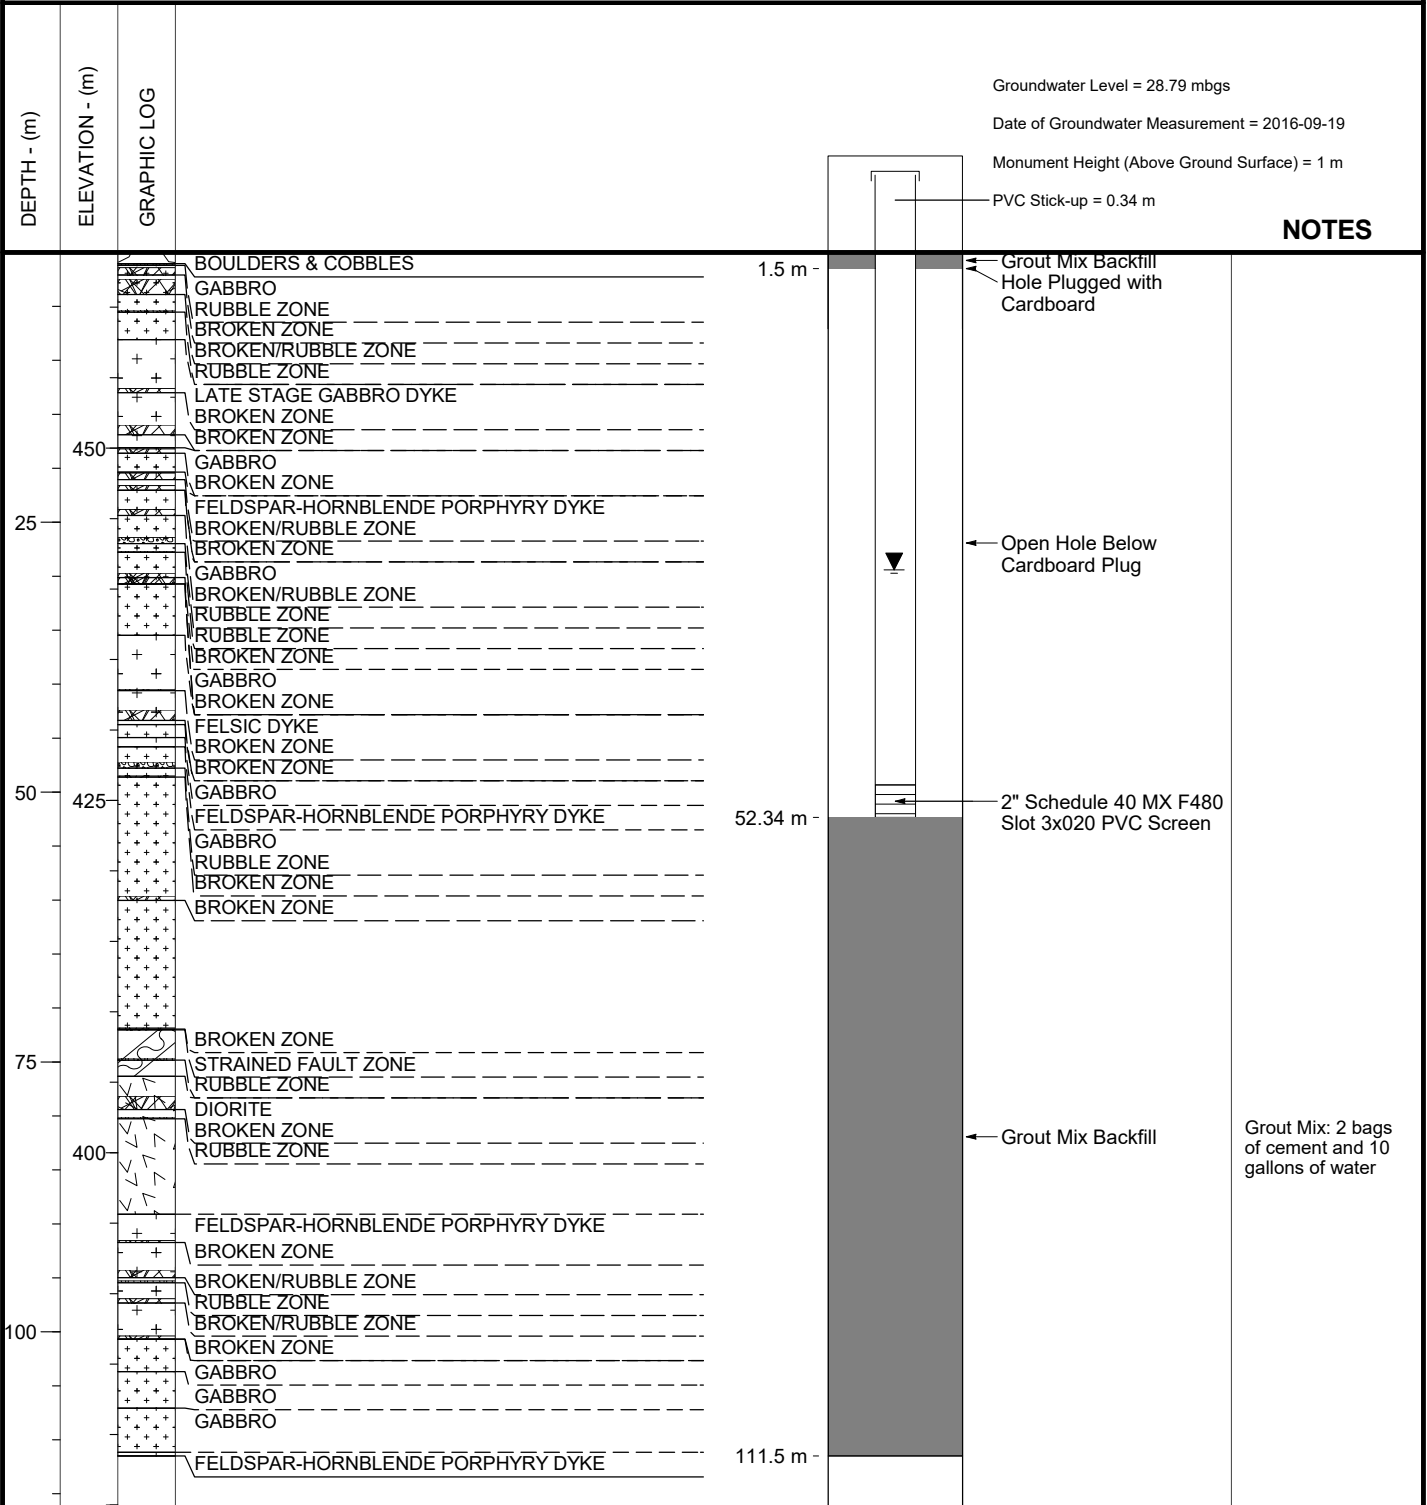 DEPTH - (m)
ELEVATION - (m)
GRAPHIC LOG
Groundwater Level = 28.79 mbgs
Date of Groundwater Measurement = 2016-09-19
Monument Height (Above Ground Surface) = 1 m
PVC Stick-up = 0.34 m
NOTES
BOULDERS & COBBLES
GABBRO
RUBBLE ZONE
BROKEN ZONE
BROKEN/RUBBLE ZONE
RUBBLE ZONE
LATE STAGE GABBRO DYKE
BROKEN ZONE
BROKEN ZONE
GABBRO
BROKEN ZONE
FELDSPAR-HORNBLENDE PORPHYRY DYKE
BROKEN/RUBBLE ZONE
BROKEN ZONE
GABBRO
BROKEN/RUBBLE ZONE
RUBBLE ZONE
RUBBLE ZONE
BROKEN ZONE
GABBRO
BROKEN ZONE
FELSIC DYKE
BROKEN ZONE
BROKEN ZONE
GABBRO
FELDSPAR-HORNBLENDE PORPHYRY DYKE
GABBRO
RUBBLE ZONE
BROKEN ZONE
BROKEN ZONE
BROKEN ZONE
STRAINED FAULT ZONE
RUBBLE ZONE
DIORITE
BROKEN ZONE
RUBBLE ZONE
FELDSPAR-HORNBLENDE PORPHYRY DYKE
BROKEN ZONE
BROKEN/RUBBLE ZONE
RUBBLE ZONE
BROKEN/RUBBLE ZONE
BROKEN ZONE
GABBRO
GABBRO
GABBRO
FELDSPAR-HORNBLENDE PORPHYRY DYKE
25
50
75
100
450
425
400
1.5 m
52.34 m
111.5 m
Grout Mix Backfill
Hole Plugged with
Cardboard
Open Hole Below
Cardboard Plug
2" Schedule 40 MX F480
Slot 3x020 PVC Screen
Grout Mix Backfill
Grout Mix: 2 bags
of cement and 10
gallons of water